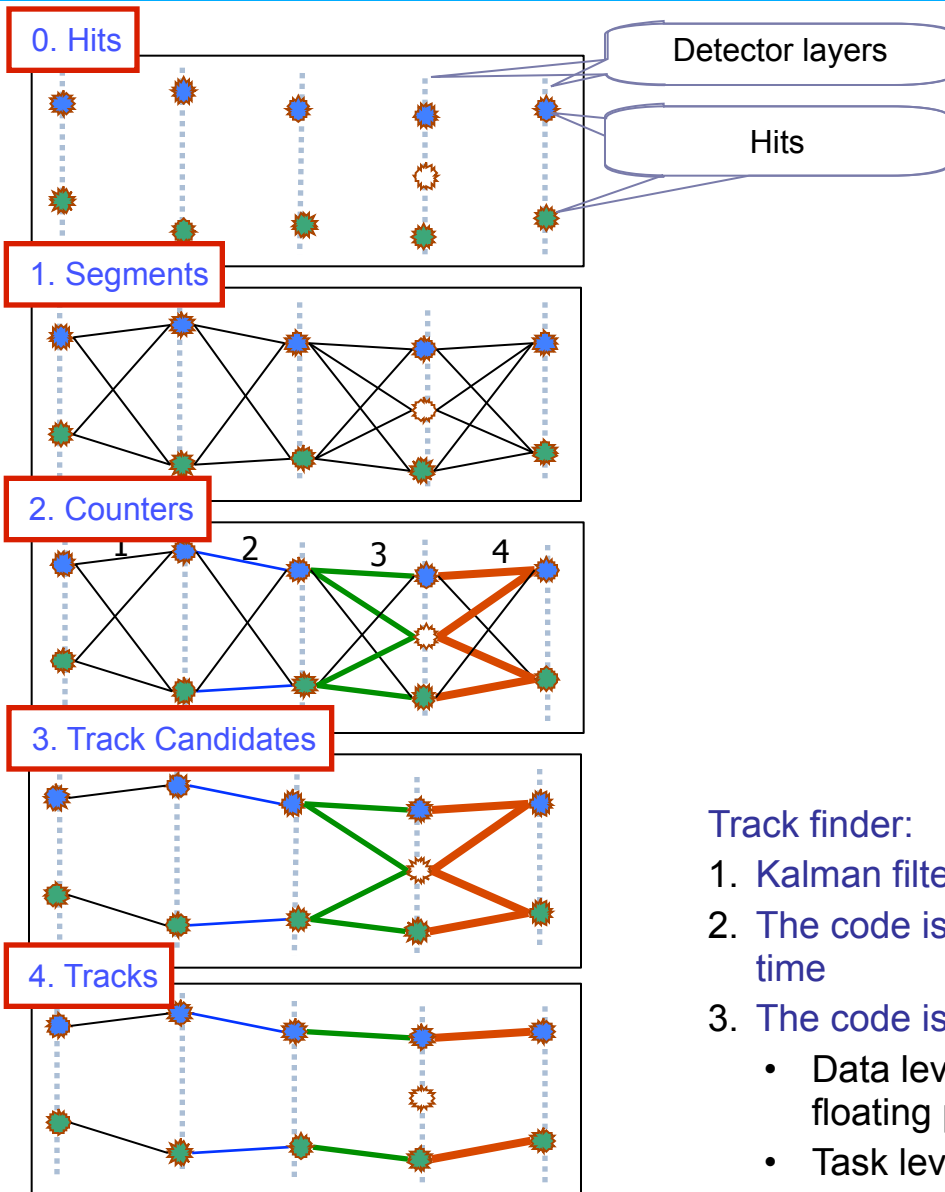 0. Hits
Detector layers
Hits
1. Segments
2. Counters
1 2 3 4
3. Track Candidates
4. Tracks
Track finder:
1. Kalman filte
2. The code is
time
3. The code is
• Data lev
floating
• Task lev